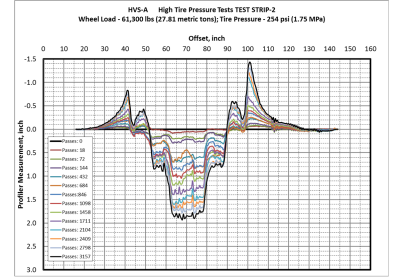 HVS-A High Tire Pressure Tests TEST STRIP-2
Wheel Load - 61,300 lbs (27.81 metric tons); Tire Pressure - 254 psi (1.75 MPa)
Offset, inch
0 10 20 30 40 50 60 70 80 90 100 110 120 130 140 150 160
Profiler Measurement, inch
-1.5
-1.0
-0.5
0.0
0.5
1.0
1.5
2.0
2.5
3.0
Passes: 0
Passes: 18
Passes: 72
Passes: 144
Passes: 432
Passes: 684
Passes: 846
Passes: 1098
Passes: 1458
Passes: 1711
Passes: 2104
Passes: 2409
Passes: 2798
Passes: 3157